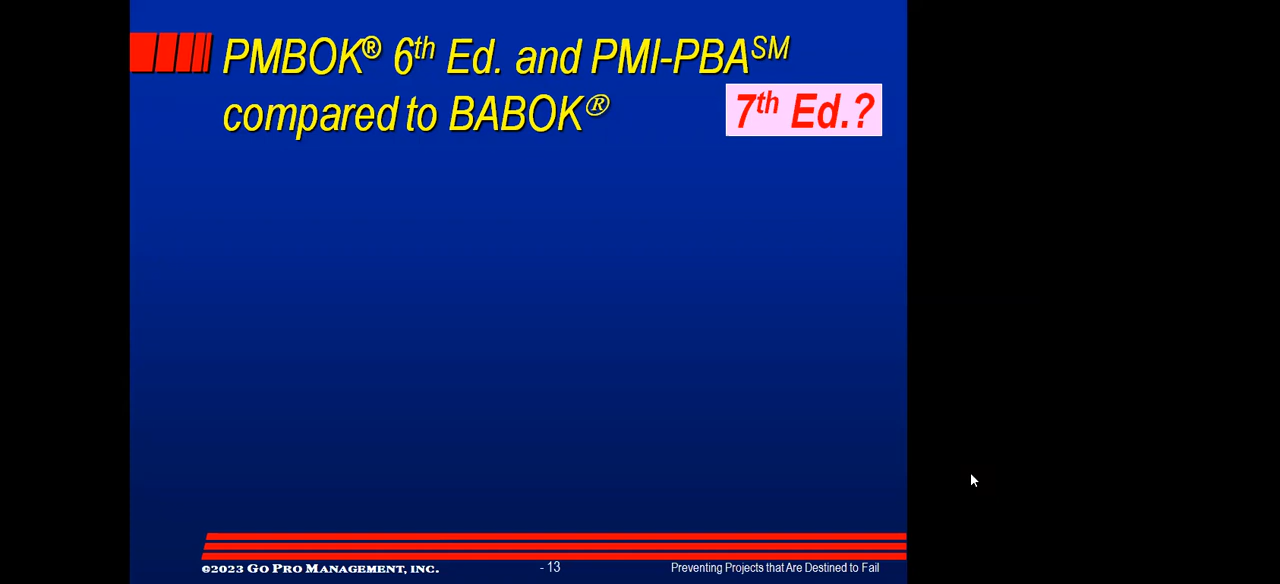 PMBOK® 6th Ed. and PMI-PBASM
compared to BABOK®
7th Ed.?
©2023 GO PRO MANAGEMENT, INC.
- 13
Preventing Projects that Are Destined to Fail